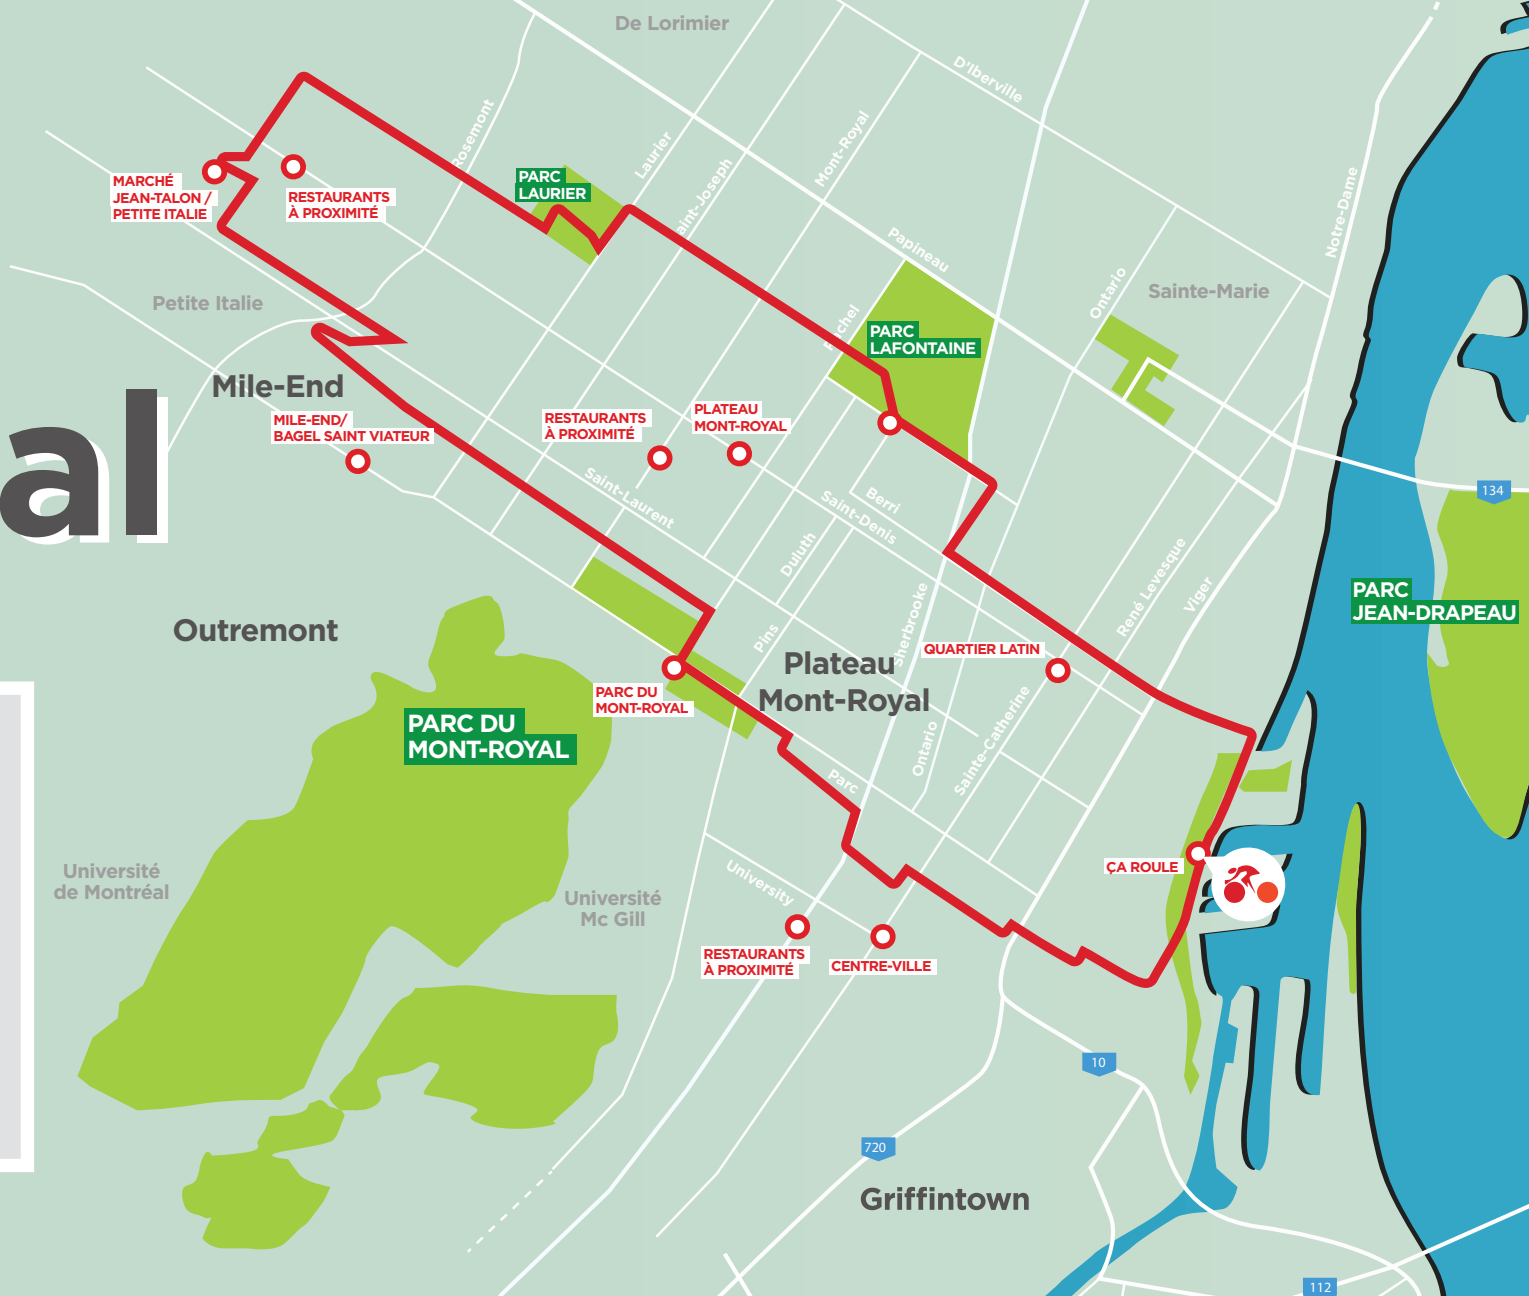 De Lorimier
D'Iberville
Rosemont
Laurier
Mont-Royal
PARC
LAURIER
MARCHÉ
JEAN-TALON /
PETITE ITALIE
RESTAURANTS
À PROXIMITÉ
aint-Joseph
Papineau
Notre-Dame
Ontario
Sainte-Marie
Petite Italie
PARC
LAFONTAINE
Mile-End
al
MILE-END/
BAGEL SAINT VIATEUR
RESTAURANTS
À PROXIMITÉ
PLATEAU
MONT-ROYAL
Saint-Laurent
Berri
Saint-Denis
134
Duluth
René Levesque
Viger
PARC
JEAN-DRAPEAU
Outremont
Pins
Sherbrooke
Plateau
Mont-Royal
QUARTIER LATIN
PARC DU
MONT-ROYAL
PARC DU
MONT-ROYAL
Ontario
Sainte-Catherine
Parc
Université
de Montréal
University
Université
Mc Gill
ÇA ROULE
RESTAURANTS
À PROXIMITÉ
CENTRE-VILLE
10
720
Griffintown
112